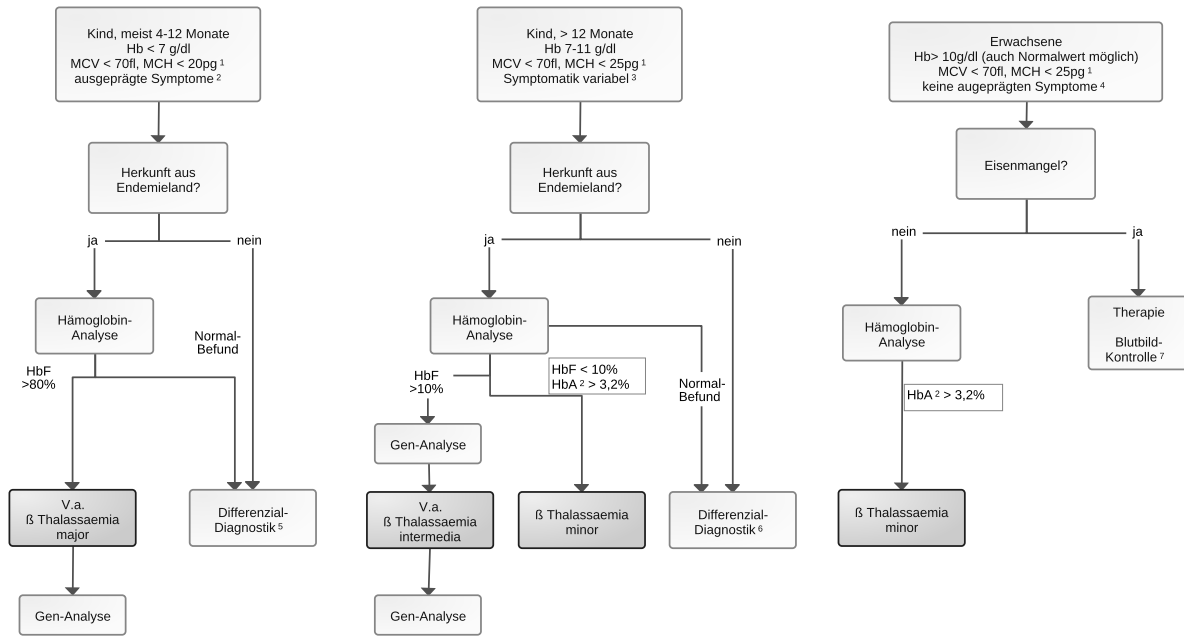 Kind, meist 4-12 Monate
Hb < 7 g/dl
MCV < 70fl, MCH < 20pg ¹
ausgeprägte Symptome ²
Herkunft aus
Endemieland?
ja
nein
Hämoglobin-
Analyse
Normal-
Befund
HbF
>80%
V.a.
ß Thalassaemia
major
Differenzial-
Diagnostik ⁵
Gen-Analyse
Kind, > 12 Monate
Hb 7-11 g/dl
MCV < 70fl, MCH < 25pg ¹
Symptomatik variabel ³
Herkunft aus
Endemieland?
ja
nein
Hämoglobin-
Analyse
HbF
>10%
HbF < 10%
HbA ² > 3,2%
Normal-
Befund
Gen-Analyse
V.a.
ß Thalassaemia
intermedia
ß Thalassaemia
minor
Differenzial-
Diagnostik ⁶
Gen-Analyse
Erwachsene
Hb> 10g/dl (auch Normalwert möglich)
MCV < 70fl, MCH < 25pg ¹
keine augeprägten Symptome ⁴
Eisenmangel?
nein
ja
Hämoglobin-
Analyse
Therapie
Blutbild-
Kontrolle ⁷
HbA ² > 3,2%
ß Thalassaemia
minor